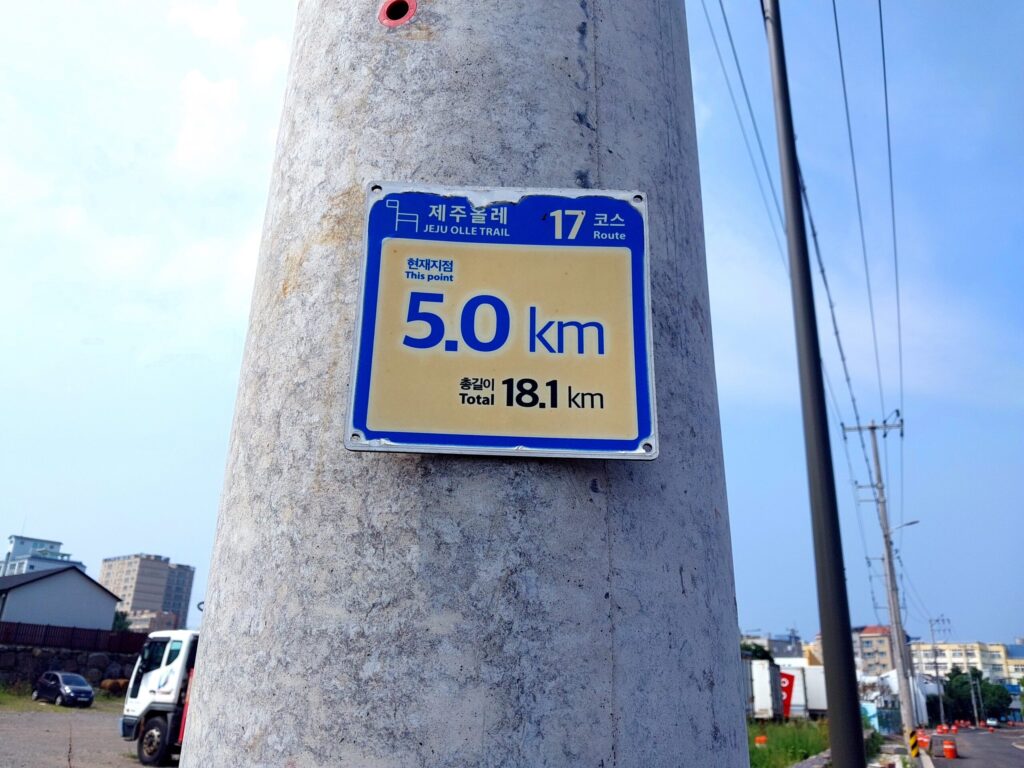 제주올레 17 코스
JEJU OLLE TRAIL Route
현재지점
This point
5.0 km
총길이
Total 18.1 km